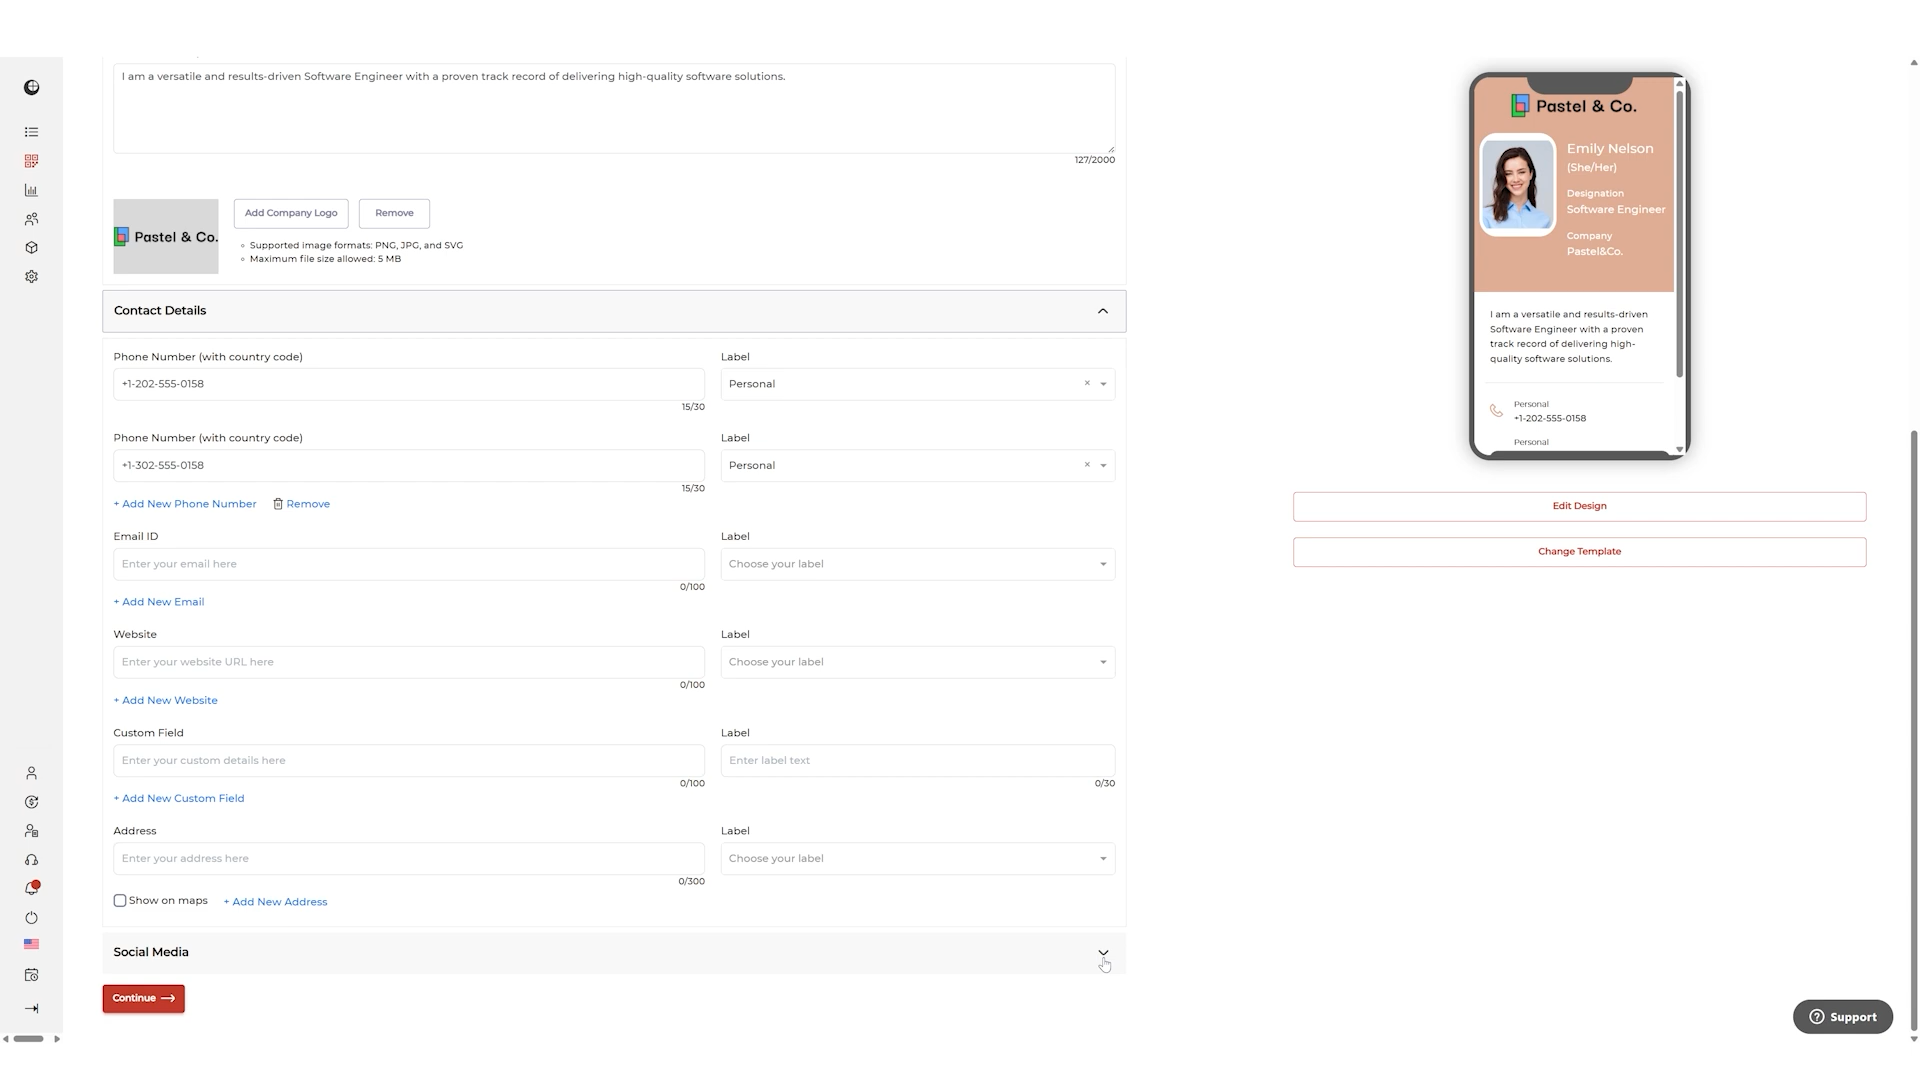 I am a versatile and results-driven Software Engineer with a proven track record of delivering high-quality software solutions.
127/2000
Pastel & Co.
Add Company Logo
Remove
Supported image formats: PNG, JPG, and SVG
Maximum file size allowed: 5 MB
Contact Details
Phone Number (with country code)
Label
+1-202-555-0158
Personal
15/30
Phone Number (with country code)
Label
+1-302-555-0158
Personal
15/30
+ Add New Phone Number
Remove
Email ID
Label
Enter your email here
Choose your label
0/100
+ Add New Email
Website
Label
Enter your website URL here
Choose your label
0/100
+ Add New Website
Custom Field
Label
Enter your custom details here
Enter label text
0/100
0/30
+ Add New Custom Field
Address
Label
Enter your address here
Choose your label
0/300
Show on maps
+ Add New Address
Social Media
Continue
Pastel & Co.
Emily Nelson
(She/Her)
Designation
Software Engineer
Company
Pastel&Co.
I am a versatile and results-driven
Software Engineer with a proven
track record of delivering high-
quality software solutions.
Personal
+1-202-555-0158
Personal
Edit Design
Change Template
Support